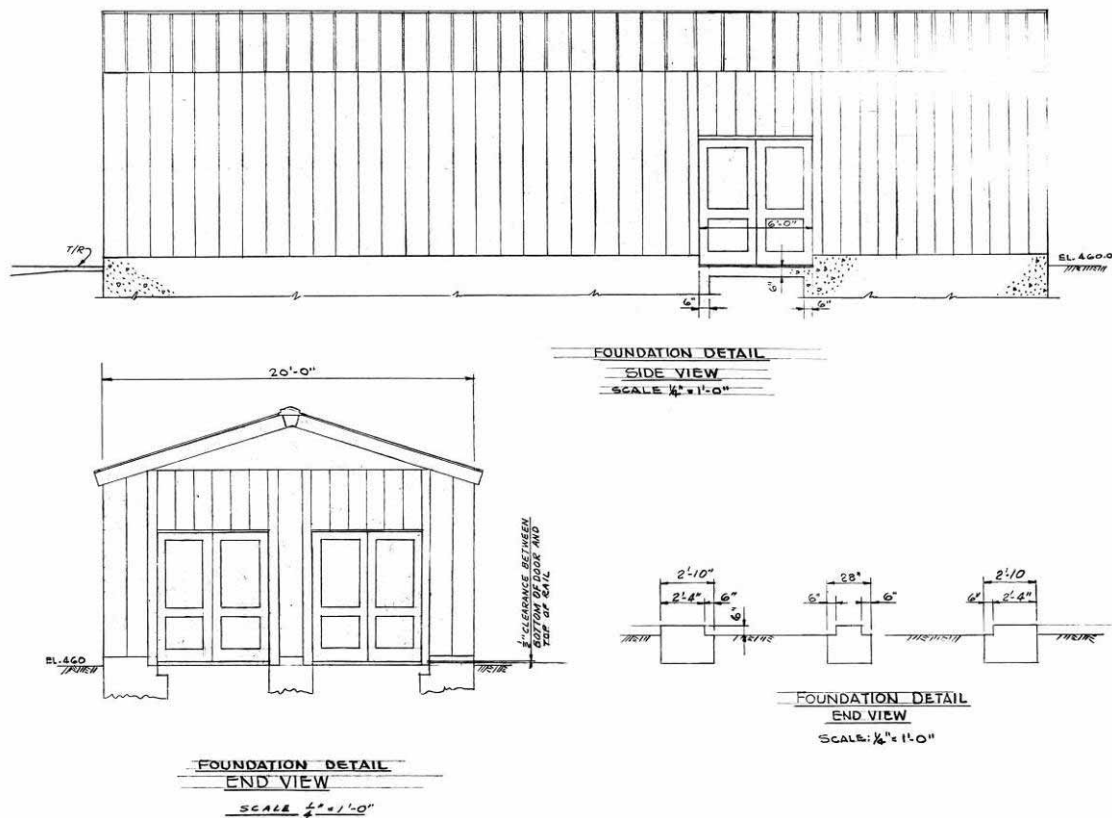 T/R
6'-0"
EL. 460.0
6"
6"
6"
FOUNDATION DETAIL
SIDE VIEW
SCALE 1/4" = 1'-0"
20'-0"
1/2" CLEARANCE BETWEEN
BOTTOM OF DOOR AND
TOP OF RAIL
EL. 460
FOUNDATION DETAIL
END VIEW
SCALE 1/4" = 1'-0"
2'-10" 28" 2'-10
2'-4" 6" 6" 6" 6" 2'-4"
6"
FOUNDATION DETAIL
END VIEW
SCALE: 1/4" = 1'-0"